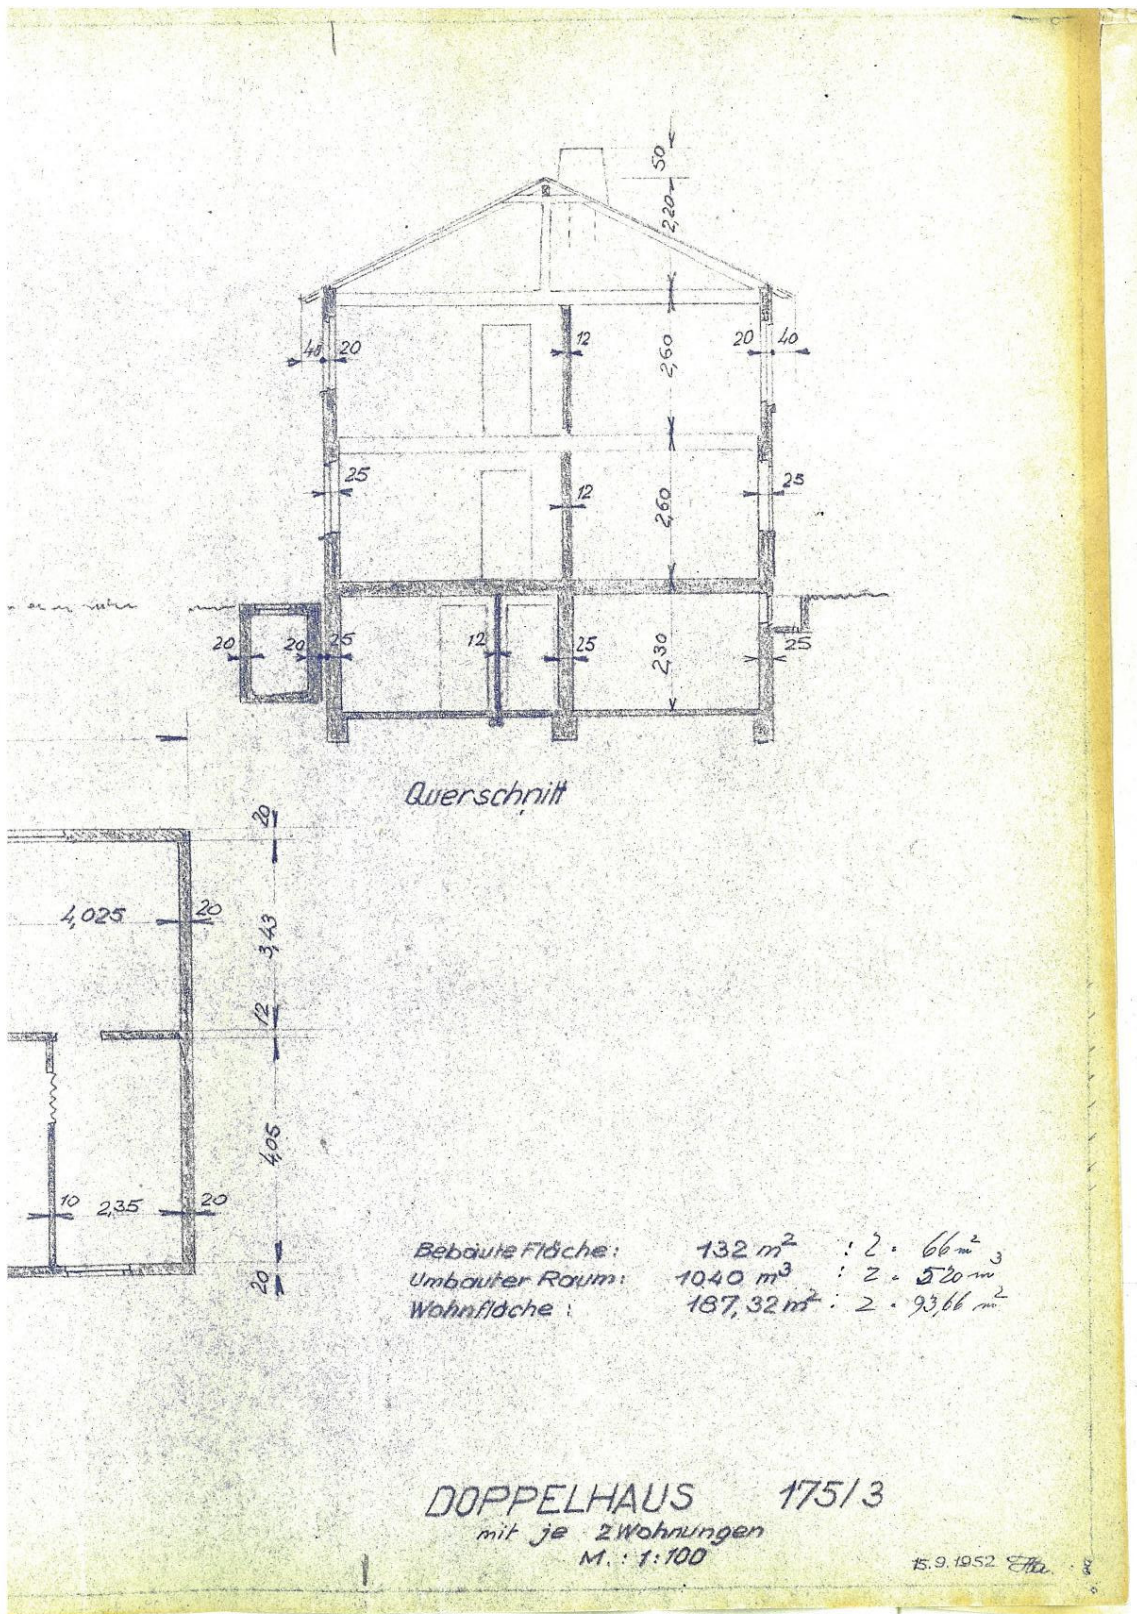 50
2,20
40 20
12
20 40
2,60
25
12
25
2,60
20 20 25
12
25
2,30
25
Querschnitt
20
4,025
20
3,43
12
4,05
10 2,35 20
20
Bebaute Fläche: 132 m² : 2 = 66 m²
Umbauter Raum: 1040 m³ : 2 = 520 m³
Wohnfläche: 187,32 m² : 2 = 93,66 m²
DOPPELHAUS 175/3
mit je 2 Wohnungen
M.: 1:100
15.9.1952